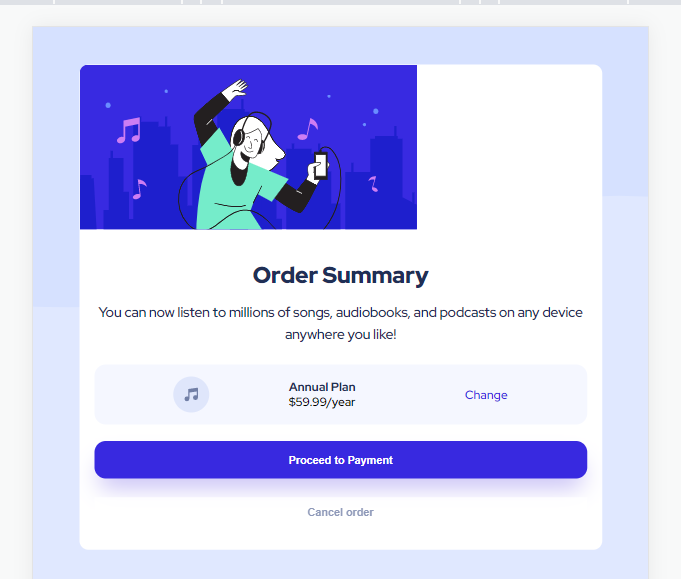 Order Summary
You can now listen to millions of songs, audiobooks, and podcasts on any device
anywhere you like!
Annual Plan
$59.99/year
Change
Proceed to Payment
Cancel order